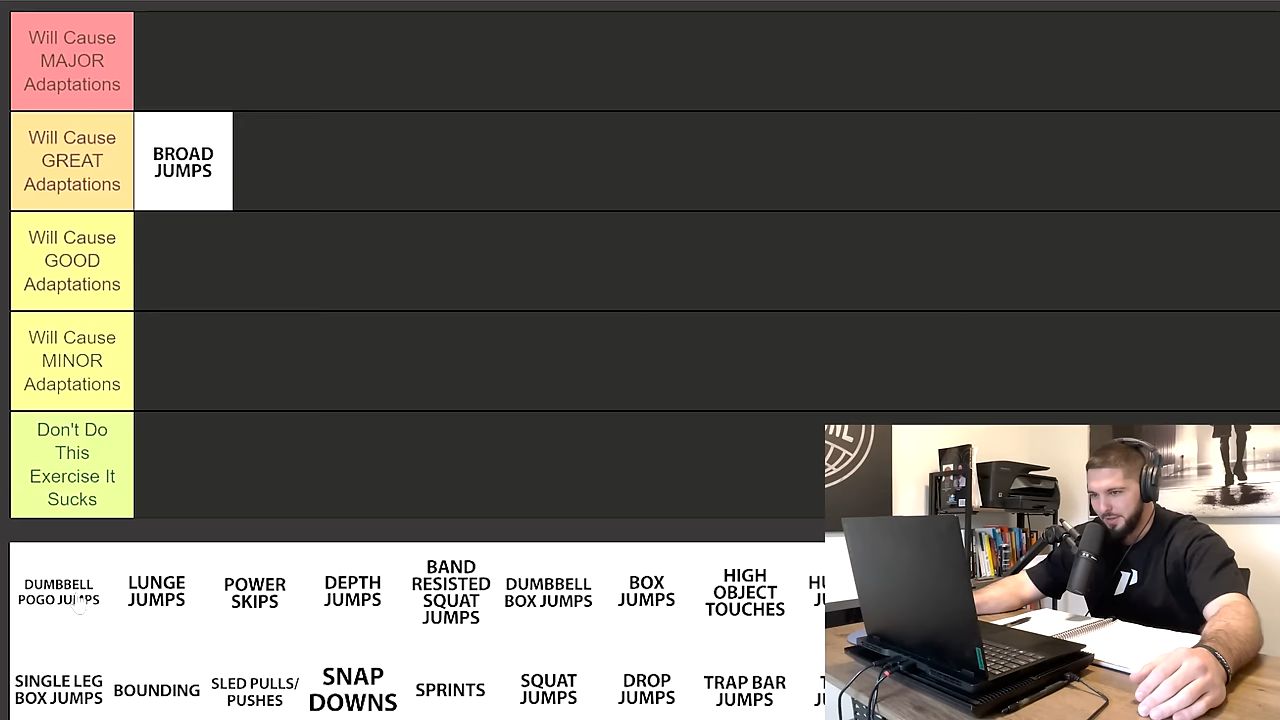 Will Cause
MAJOR
Adaptations
Will Cause
GREAT
Adaptations
BROAD
JUMPS
Will Cause
GOOD
Adaptations
Will Cause
MINOR
Adaptations
Don't Do
This
Exercise It
Sucks
DUMBBELL
POGO JUMPS
LUNGE
JUMPS
POWER
SKIPS
DEPTH
JUMPS
BAND
RESISTED
SQUAT
JUMPS
DUMBBELL
BOX JUMPS
BOX
JUMPS
HIGH
OBJECT
TOUCHES
SINGLE LEG
BOX JUMPS
BOUNDING
SLED PULLS/
PUSHES
SNAP
DOWNS
SPRINTS
SQUAT
JUMPS
DROP
JUMPS
TRAP BAR
JUMPS